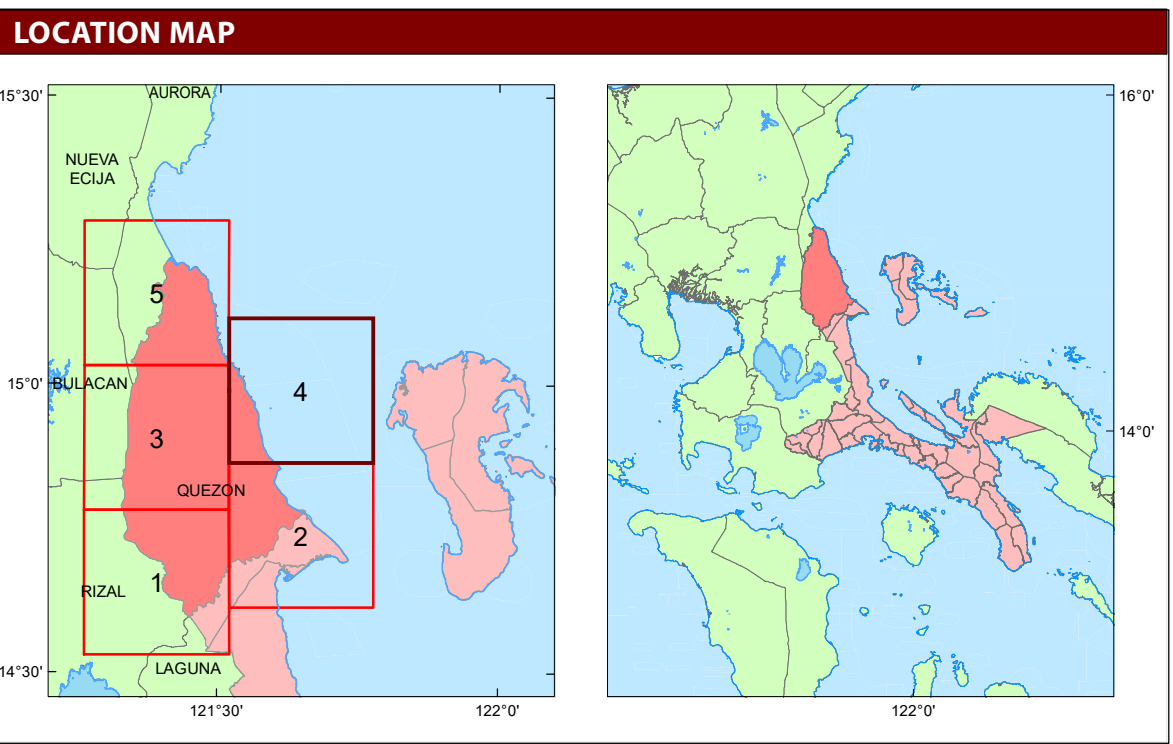 LOCATION MAP
15°30'
AURORA
NUEVA
ECIJA
5
4
15°0'
BULACAN
3
QUEZON
2
1
RIZAL
LAGUNA
14°30'
121°30'
122°0'
16°0'
14°0'
122°0'